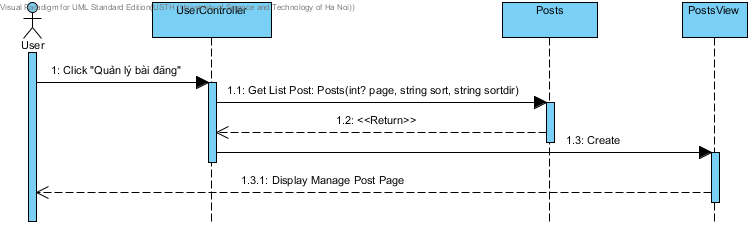 Visual Paradigm for UML Standard Edition(USTH University of Science and Technology of Ha Noi))
UserController
Posts
PostsView
User
1: Click "Quản lý bài đăng"
1.1: Get List Post: Posts(int? page, string sort, string sortdir)
1.2: <<Return>>
1.3: Create
1.3.1: Display Manage Post Page